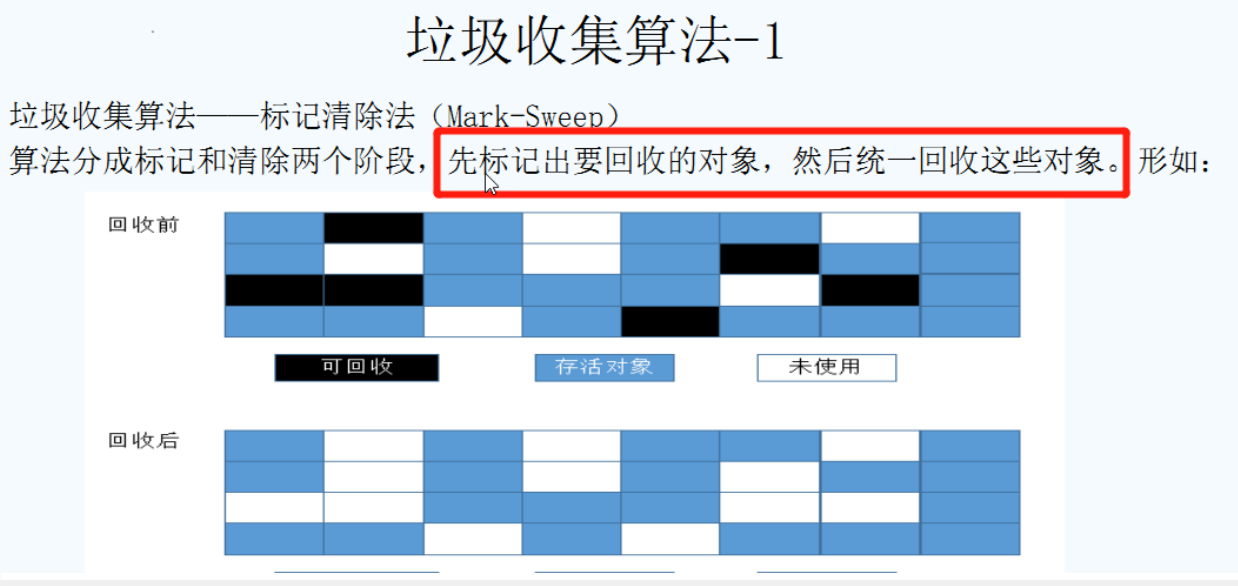 垃圾收集算法-1
垃圾收集算法——标记清除法（Mark-Sweep）
算法分成标记和清除两个阶段，先标记出要回收的对象，然后统一回收这些对象。形如：
回收前
可回收 存活对象 未使用
回收后